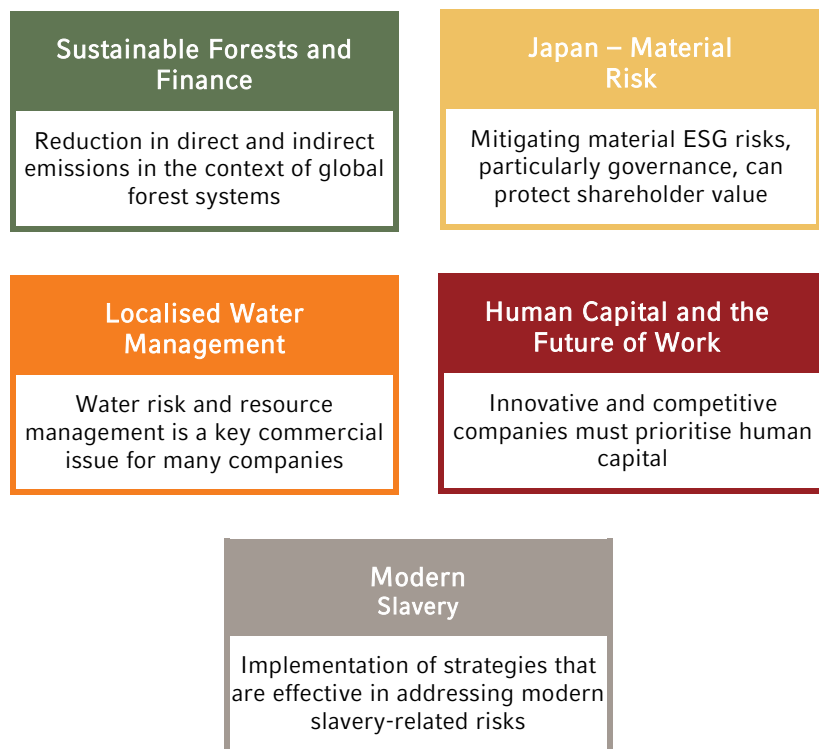 Sustainable Forests and
Finance
Reduction in direct and indirect
emissions in the context of global
forest systems
Japan – Material
Risk
Mitigating material ESG risks,
particularly governance, can
protect shareholder value
Localised Water
Management
Water risk and resource
management is a key commercial
issue for many companies
Human Capital and the
Future of Work
Innovative and competitive
companies must prioritise human
capital
Modern
Slavery
Implementation of strategies that
are effective in addressing modern
slavery-related risks